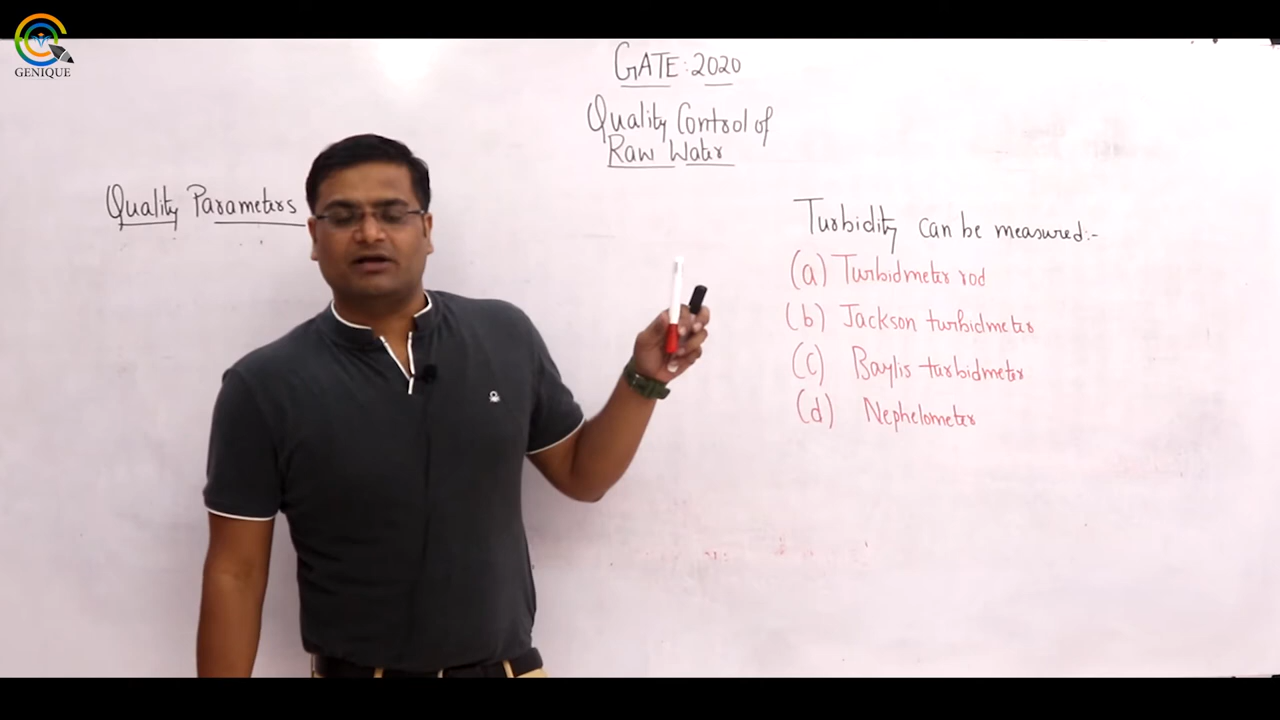 GENIQUE
GATE: 2020
Quality Control of
Raw Water
Quality Parameters
Turbidity can be measured:-
(a) Turbidmeter rod
(b) Jackson turbidmeter
(c) Baylis turbidmeter
(d) Nephelometer